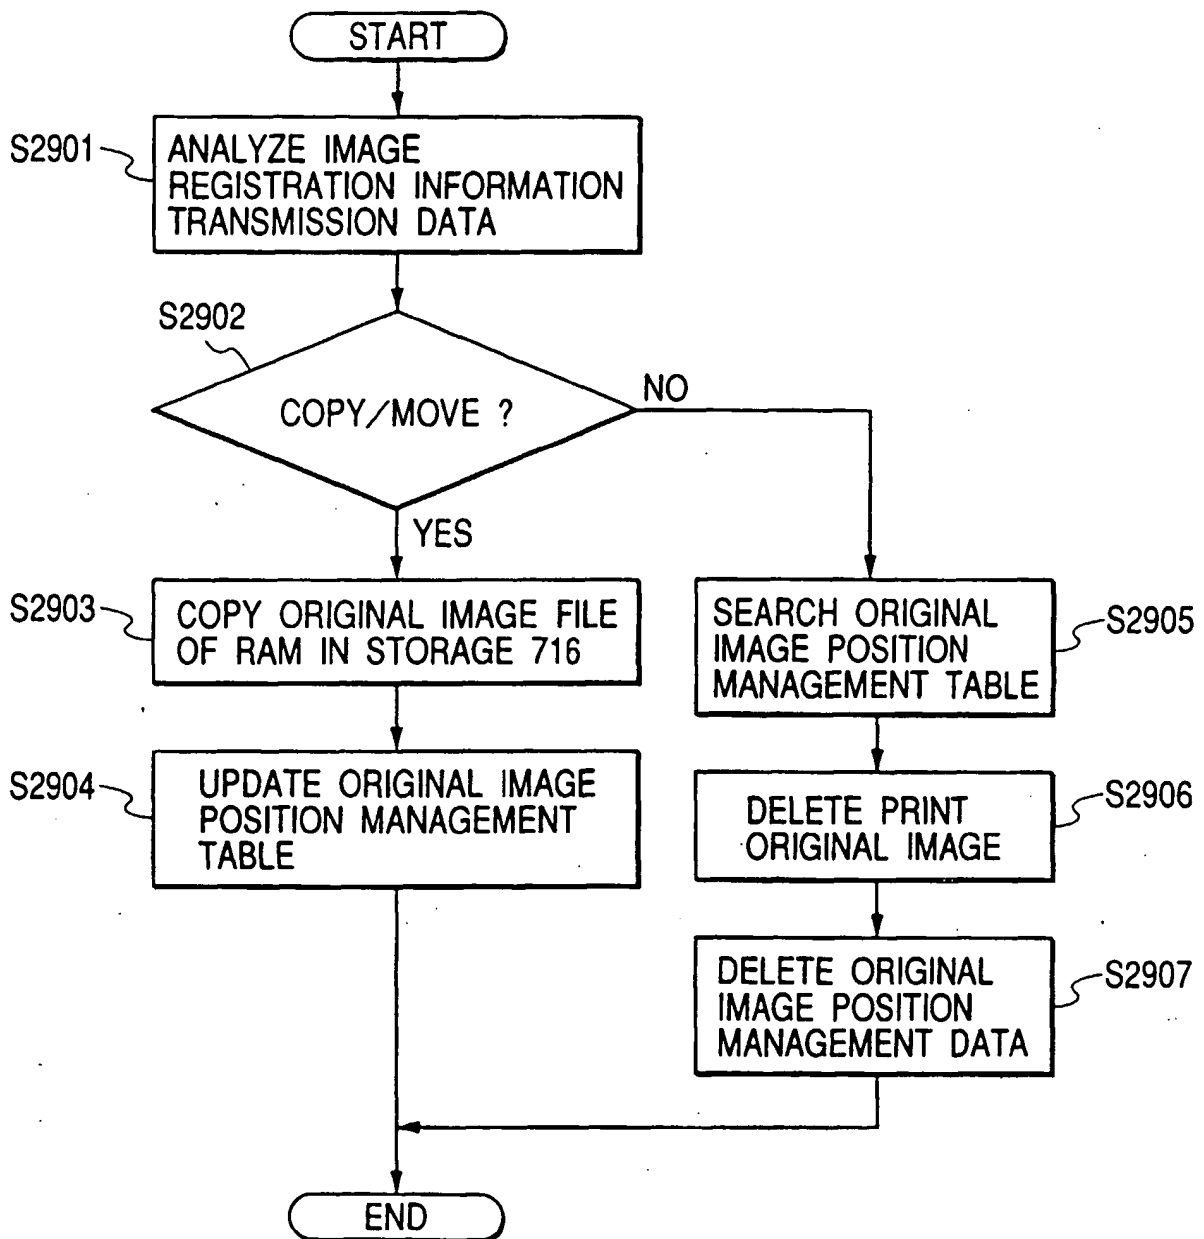 START
S2901
ANALYZE IMAGE
REGISTRATION INFORMATION
TRANSMISSION DATA
S2902
COPY/MOVE ?
NO
YES
S2903
COPY ORIGINAL IMAGE FILE
OF RAM IN STORAGE 716
S2904
UPDATE ORIGINAL IMAGE
POSITION MANAGEMENT
TABLE
SEARCH ORIGINAL
IMAGE POSITION
MANAGEMENT TABLE
S2905
DELETE PRINT
ORIGINAL IMAGE
S2906
DELETE ORIGINAL
IMAGE POSITION
MANAGEMENT DATA
S2907
END